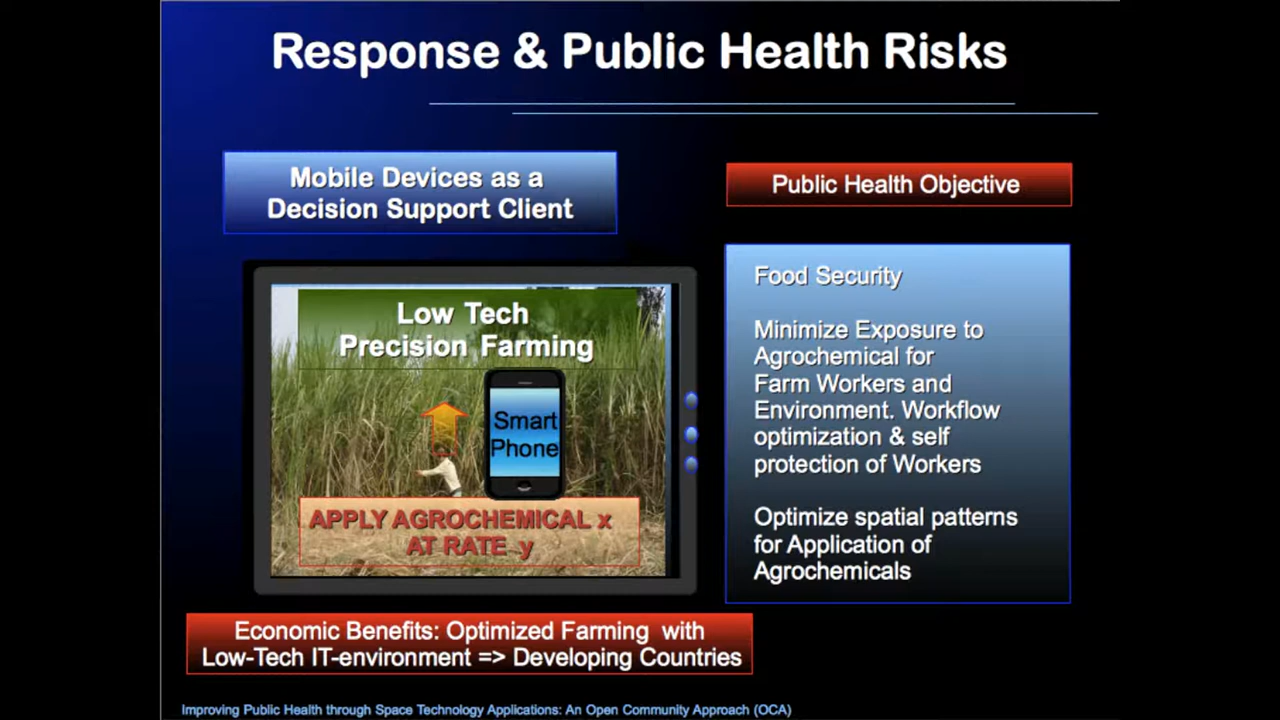 Response & Public Health Risks
Mobile Devices as a
Decision Support Client
Public Health Objective
Low Tech
Precision Farming
Smart
Phone
APPLY AGROCHEMICAL x
AT RATE y
Food Security
Minimize Exposure to
Agrochemical for
Farm Workers and
Environment. Workflow
optimization & self
protection of Workers
Optimize spatial patterns
for Application of
Agrochemicals
Economic Benefits: Optimized Farming with
Low-Tech IT-environment => Developing Countries
Improving Public Health through Space Technology Applications: An Open Community Approach (OCA)